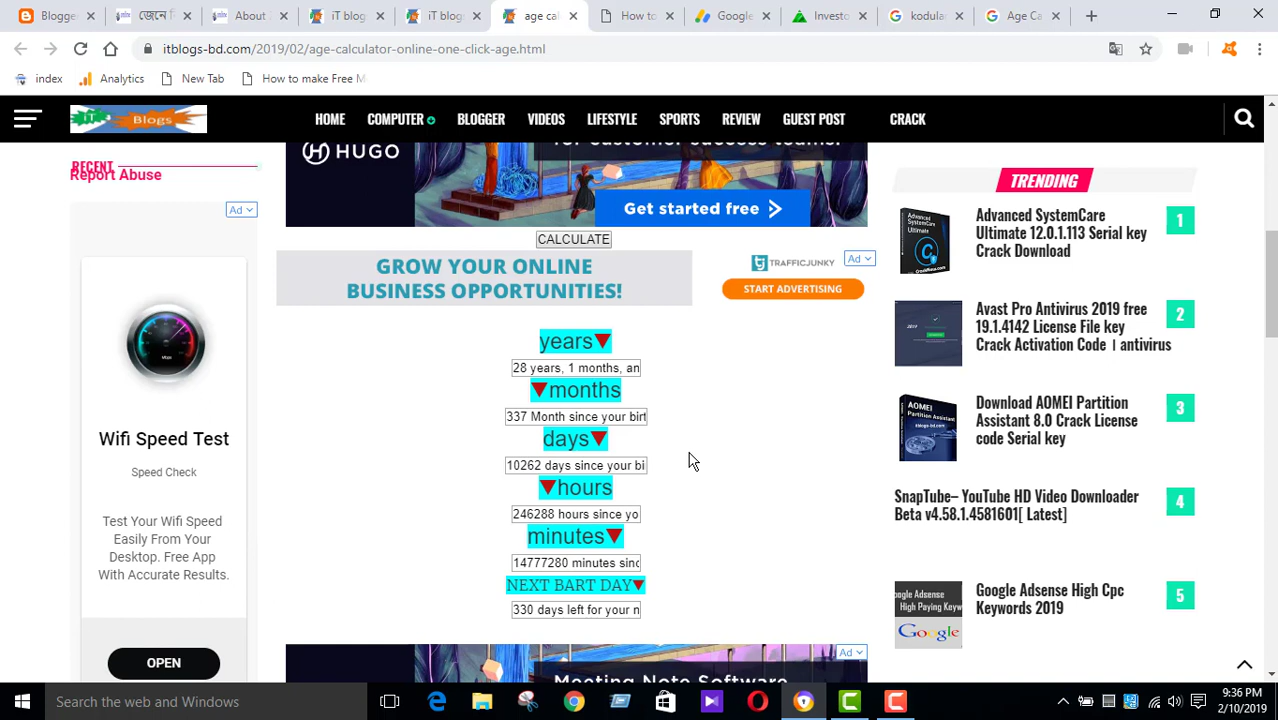 Blogger
জেনে
About
iT blog
iT blog
age cal
How to
Google
Investo
kodular
Age Ca
itblogs-bd.com/2019/02/age-calculator-online-one-click-age.html
index
Analytics
New Tab
How to make Free M
iT Blogs
HOME
COMPUTER
BLOGGER
VIDEOS
LIFESTYLE
SPORTS
REVIEW
GUEST POST
CRACK
RECENT
Report Abuse
Ad
Wifi Speed Test
Speed Check
Test Your Wifi Speed
Easily From Your
Desktop. Free App
With Accurate Results.
OPEN
HUGO
for customer success teams!
Get started free
CALCULATE
GROW YOUR ONLINE
BUSINESS OPPORTUNITIES!
TRAFFICJUNKY
Ad
START ADVERTISING
years▼
28 years, 1 months, an
▼months
337 Month since your birt
days▼
10262 days since your bi
▼hours
246288 hours since yo
minutes▼
14777280 minutes sinc
NEXT BART DAY▼
330 days left for your n
Ad
Meeting Note Software
TRENDING
Advanced SystemCare
Ultimate 12.0.1.113 Serial key
Crack Download
1
Avast Pro Antivirus 2019 free
19.1.4142 License File key
Crack Activation Code । antivirus
2
Download AOMEI Partition
Assistant 8.0 Crack License
code Serial key
3
SnapTube– YouTube HD Video Downloader
Beta v4.58.1.4581601[ Latest]
4
Google Adsense High Cpc
Keywords 2019
5
Search the web and Windows
9:36 PM
2/10/2019